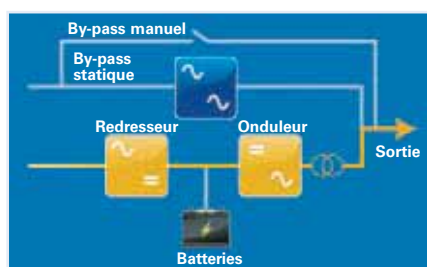 By-pass manuel
By-pass
statique
Redresseur
Onduleur
Sortie
Batteries